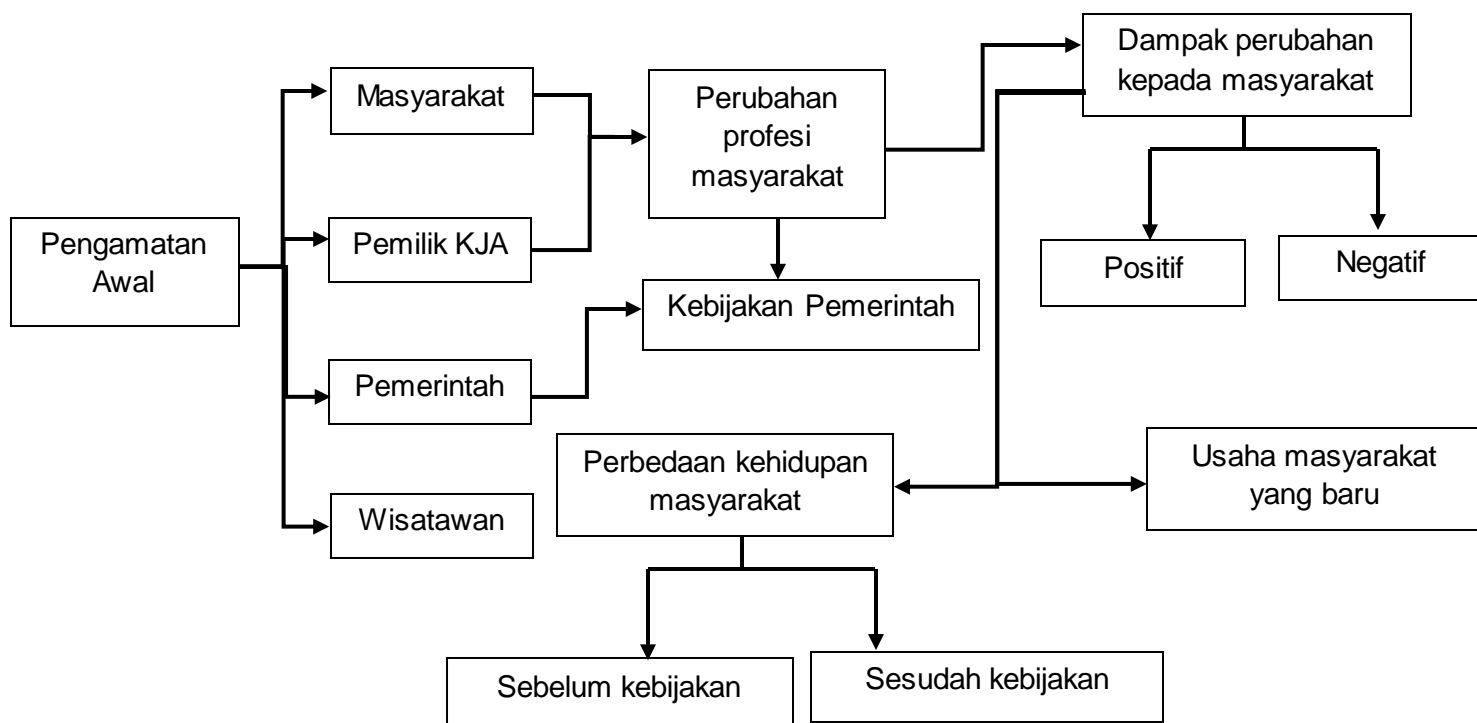 Pengamatan
Awal
Masyarakat
Pemilik KJA
Pemerintah
Wisatawan
Perubahan
profesi
masyarakat
Kebijakan Pemerintah
Dampak perubahan
kepada masyarakat
Positif
Negatif
Perbedaan kehidupan
masyarakat
Usaha masyarakat
yang baru
Sebelum kebijakan
Sesudah kebijakan